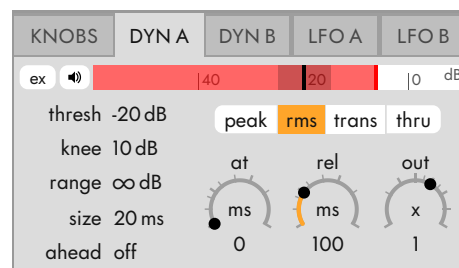 KNOBS DYN A DYN B LFO A LFO B
ex 40 20 0 dB
thresh -20 dB
peak rms trans thru
knee 10 dB
range ∞ dB
size 20 ms
ahead off
at rel out
ms ms x
0 100 1